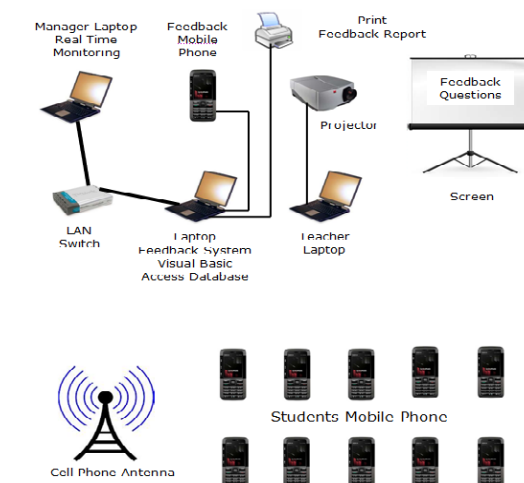 Manager Laptop
Real Time
Monitoring
Feedback
Mobile
Phone
Print
Feedback Report
Projector
Feedback
Questions
Screen
LAN
Switch
Laptop
Feedback System
Visual Basic
Access Database
Teacher
Laptop
Students Mobile Phone
Cell Phone Antenna